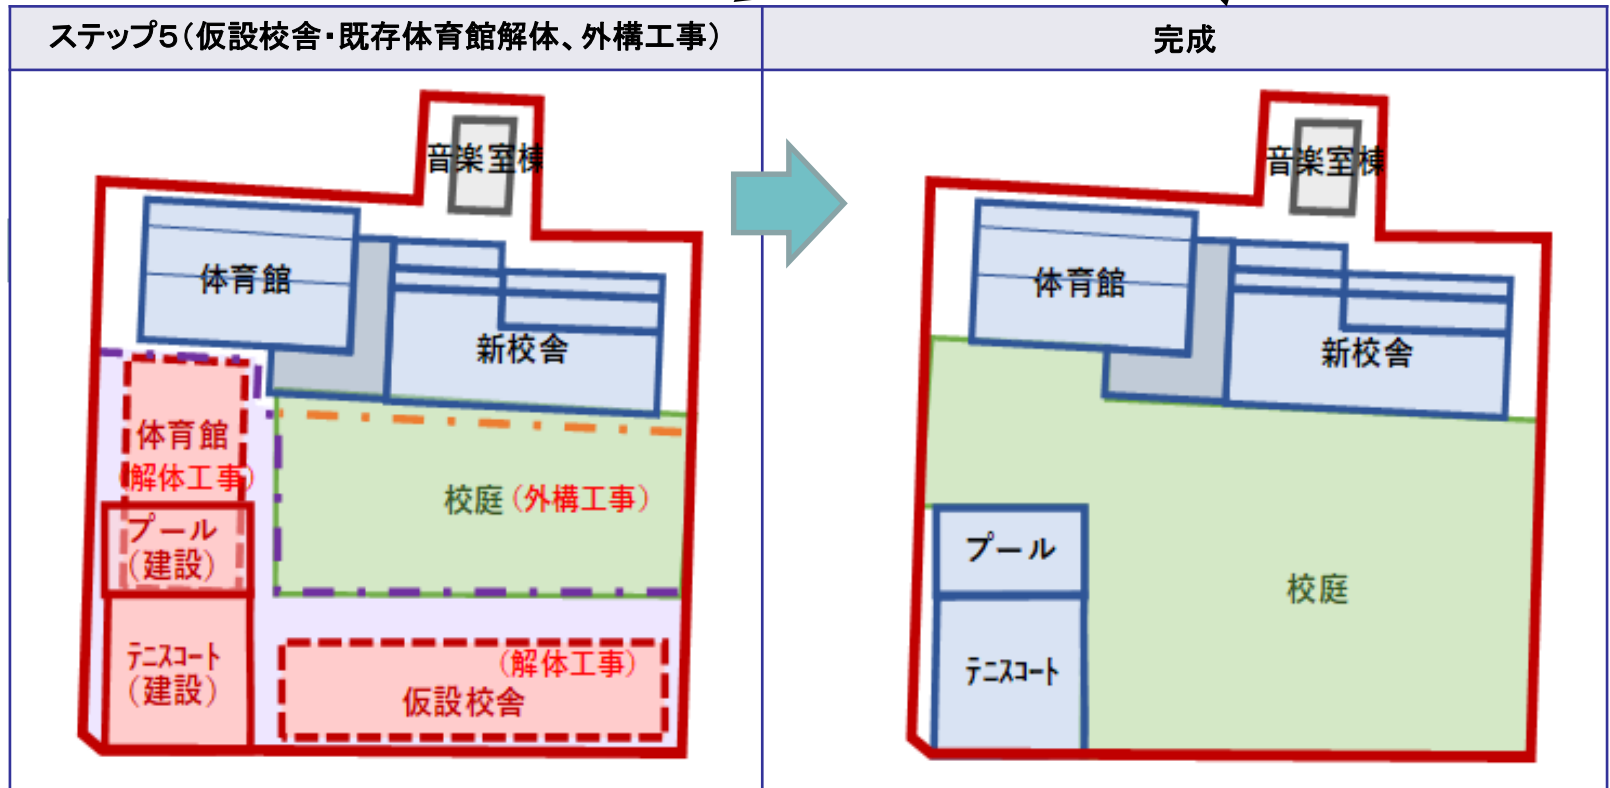 ステップ5(仮設校舎・既存体育館解体、外構工事)
完成
音楽室棟
体育館
新校舎
体育館
(解体工事)
校庭(外構工事)
プール
(建設)
テニスコート
(建設)
(解体工事)
仮設校舎
音楽室棟
体育館
新校舎
プール
校庭
テニスコート